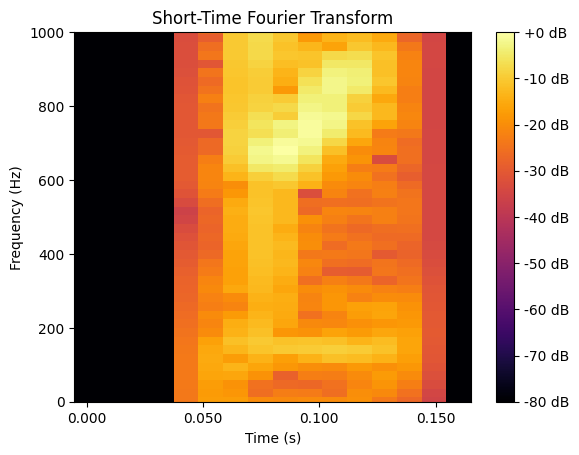 Short-Time Fourier Transform
1000
800
600
400
200
0
Frequency (Hz)
0.000
0.050
0.100
0.150
Time (s)
+0 dB
-10 dB
-20 dB
-30 dB
-40 dB
-50 dB
-60 dB
-70 dB
-80 dB